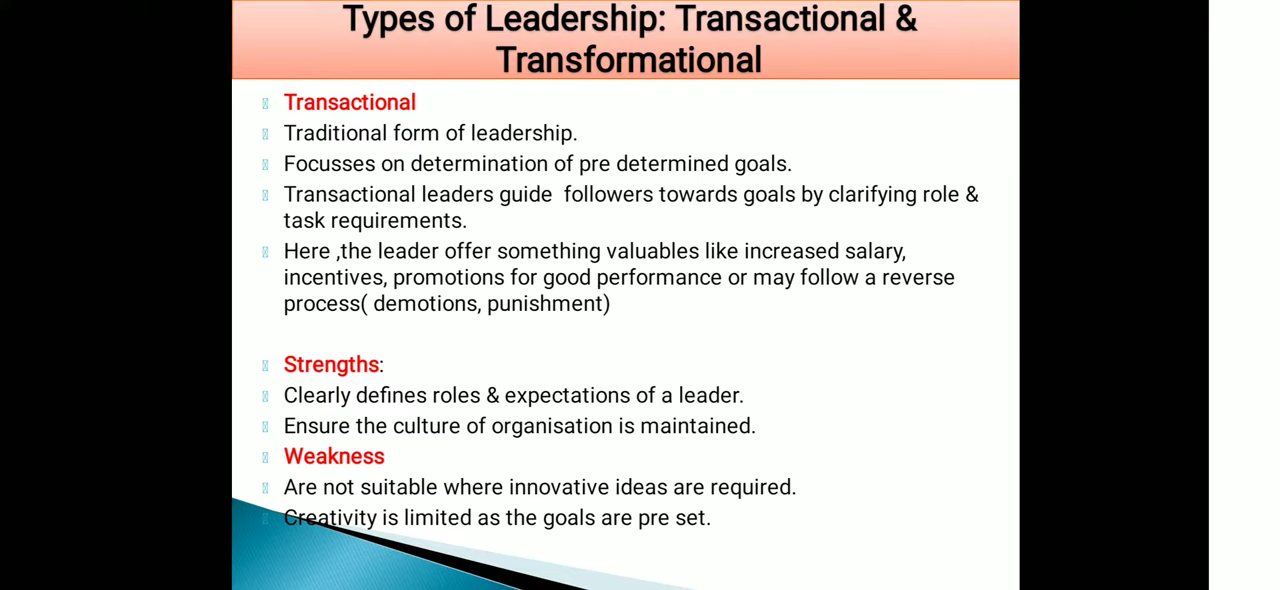 Types of Leadership: Transactional &
Transformational
Transactional
Traditional form of leadership.
Focusses on determination of pre determined goals.
Transactional leaders guide followers towards goals by clarifying role &
task requirements.
Here ,the leader offer something valuables like increased salary,
incentives, promotions for good performance or may follow a reverse
process( demotions, punishment)
Strengths:
Clearly defines roles & expectations of a leader.
Ensure the culture of organisation is maintained.
Weakness
Are not suitable where innovative ideas are required.
Creativity is limited as the goals are pre set.